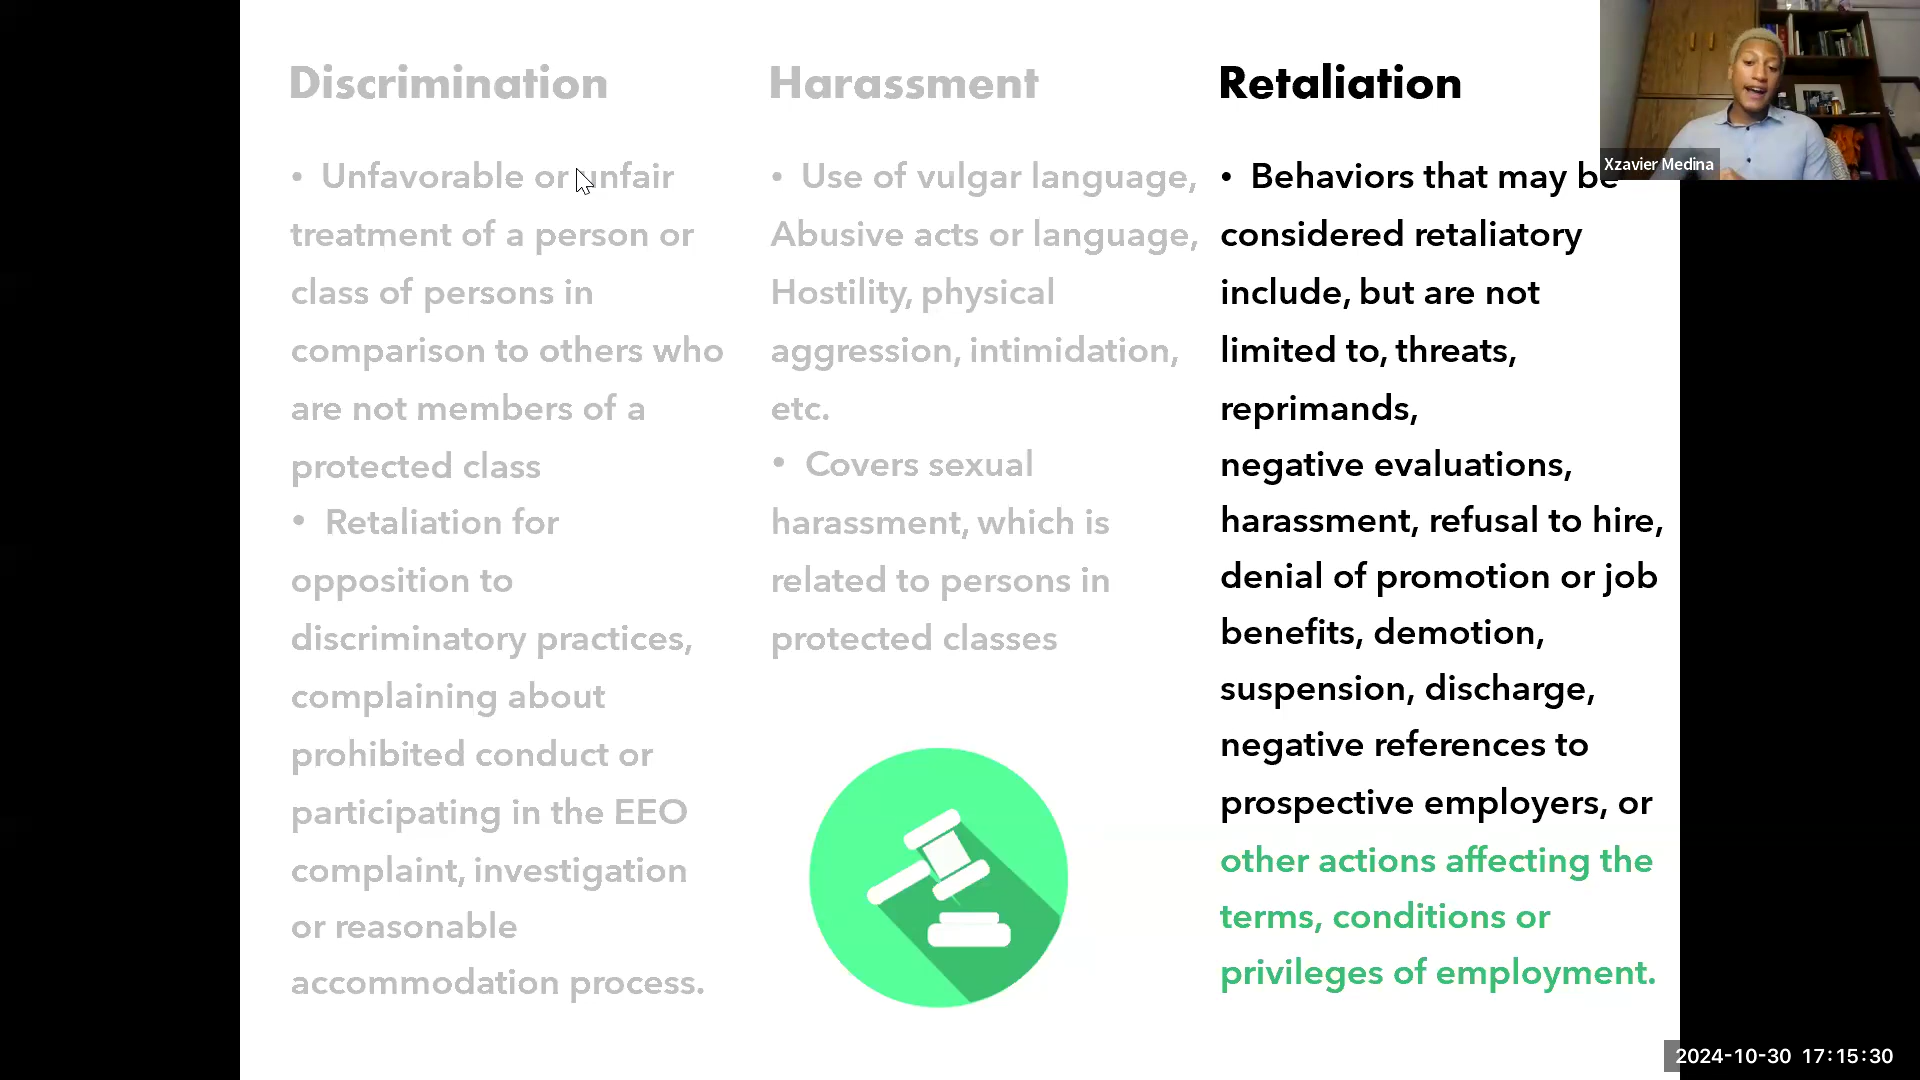 Discrimination
• Unfavorable or unfair
treatment of a person or
class of persons in
comparison to others who
are not members of a
protected class
• Retaliation for
opposition to
discriminatory practices,
complaining about
prohibited conduct or
participating in the EEO
complaint, investigation
or reasonable
accommodation process.
Harassment
• Use of vulgar language,
Abusive acts or language,
Hostility, physical
aggression, intimidation,
etc.
• Covers sexual
harassment, which is
related to persons in
protected classes
Retaliation
• Behaviors that may be
considered retaliatory
include, but are not
limited to, threats,
reprimands,
negative evaluations,
harassment, refusal to hire,
denial of promotion or job
benefits, demotion,
suspension, discharge,
negative references to
prospective employers, or
other actions affecting the
terms, conditions or
privileges of employment.
Xzavier Medina
2024-10-30 17:15:30